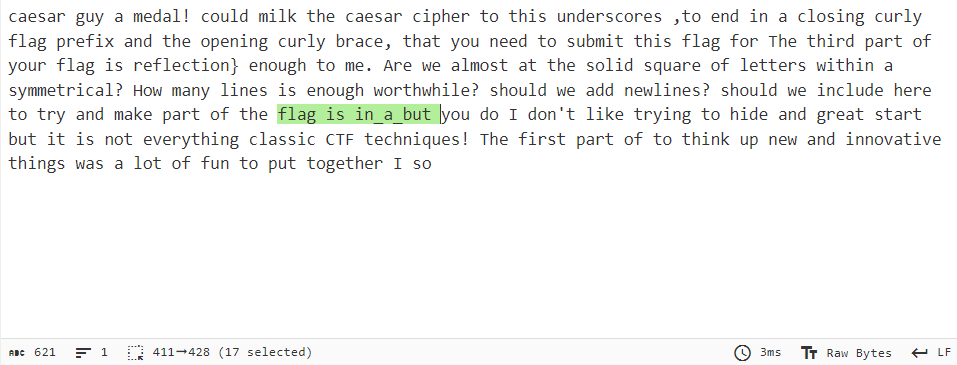 caesar guy a medal! could milk the caesar cipher to this underscores ,to end in a closing curly
flag prefix and the opening curly brace, that you need to submit this flag for The third part of
your flag is reflection} enough to me. Are we almost at the solid square of letters within a
symmetrical? How many lines is enough worthwhile? should we add newlines? should we include here
to try and make part of the flag is in_a_but you do I don't like trying to hide and great start
but it is not everything classic CTF techniques! The first part of to think up new and innovative
things was a lot of fun to put together I so
ABC 621 1 411→428 (17 selected) 3ms TT Raw Bytes LF